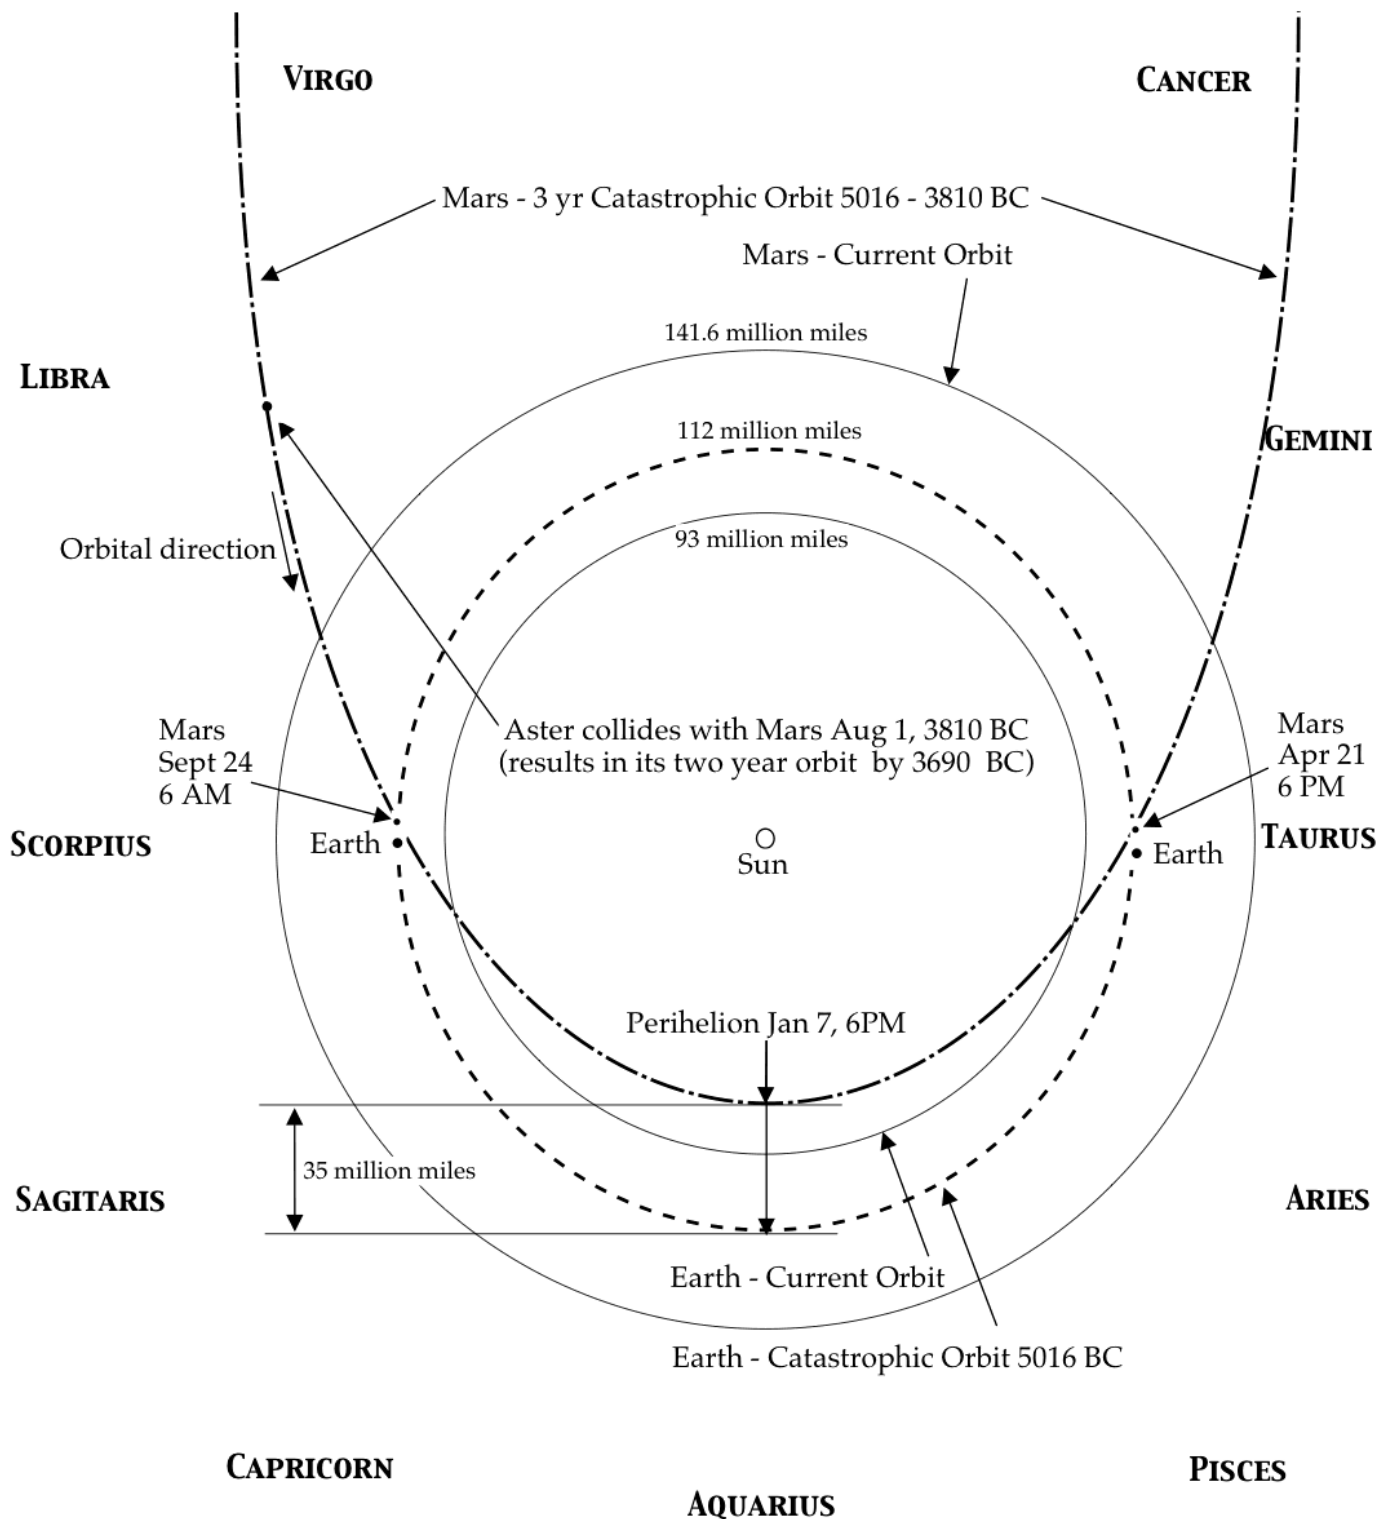 VIRGO
CANCER
Mars - 3 yr Catastrophic Orbit 5016 - 3810 BC
Mars - Current Orbit
141.6 million miles
LIBRA
112 million miles
GEMINI
93 million miles
Orbital direction
Aster collides with Mars Aug 1, 3810 BC
(results in its two year orbit by 3690 BC)
Mars
Sept 24
6 AM
Mars
Apr 21
6 PM
SCORPIUS
Earth
Sun
Earth
TAURUS
Perihelion Jan 7, 6PM
35 million miles
SAGITARIS
ARIES
Earth - Current Orbit
Earth - Catastrophic Orbit 5016 BC
CAPRICORN
PISCES
AQUARIUS